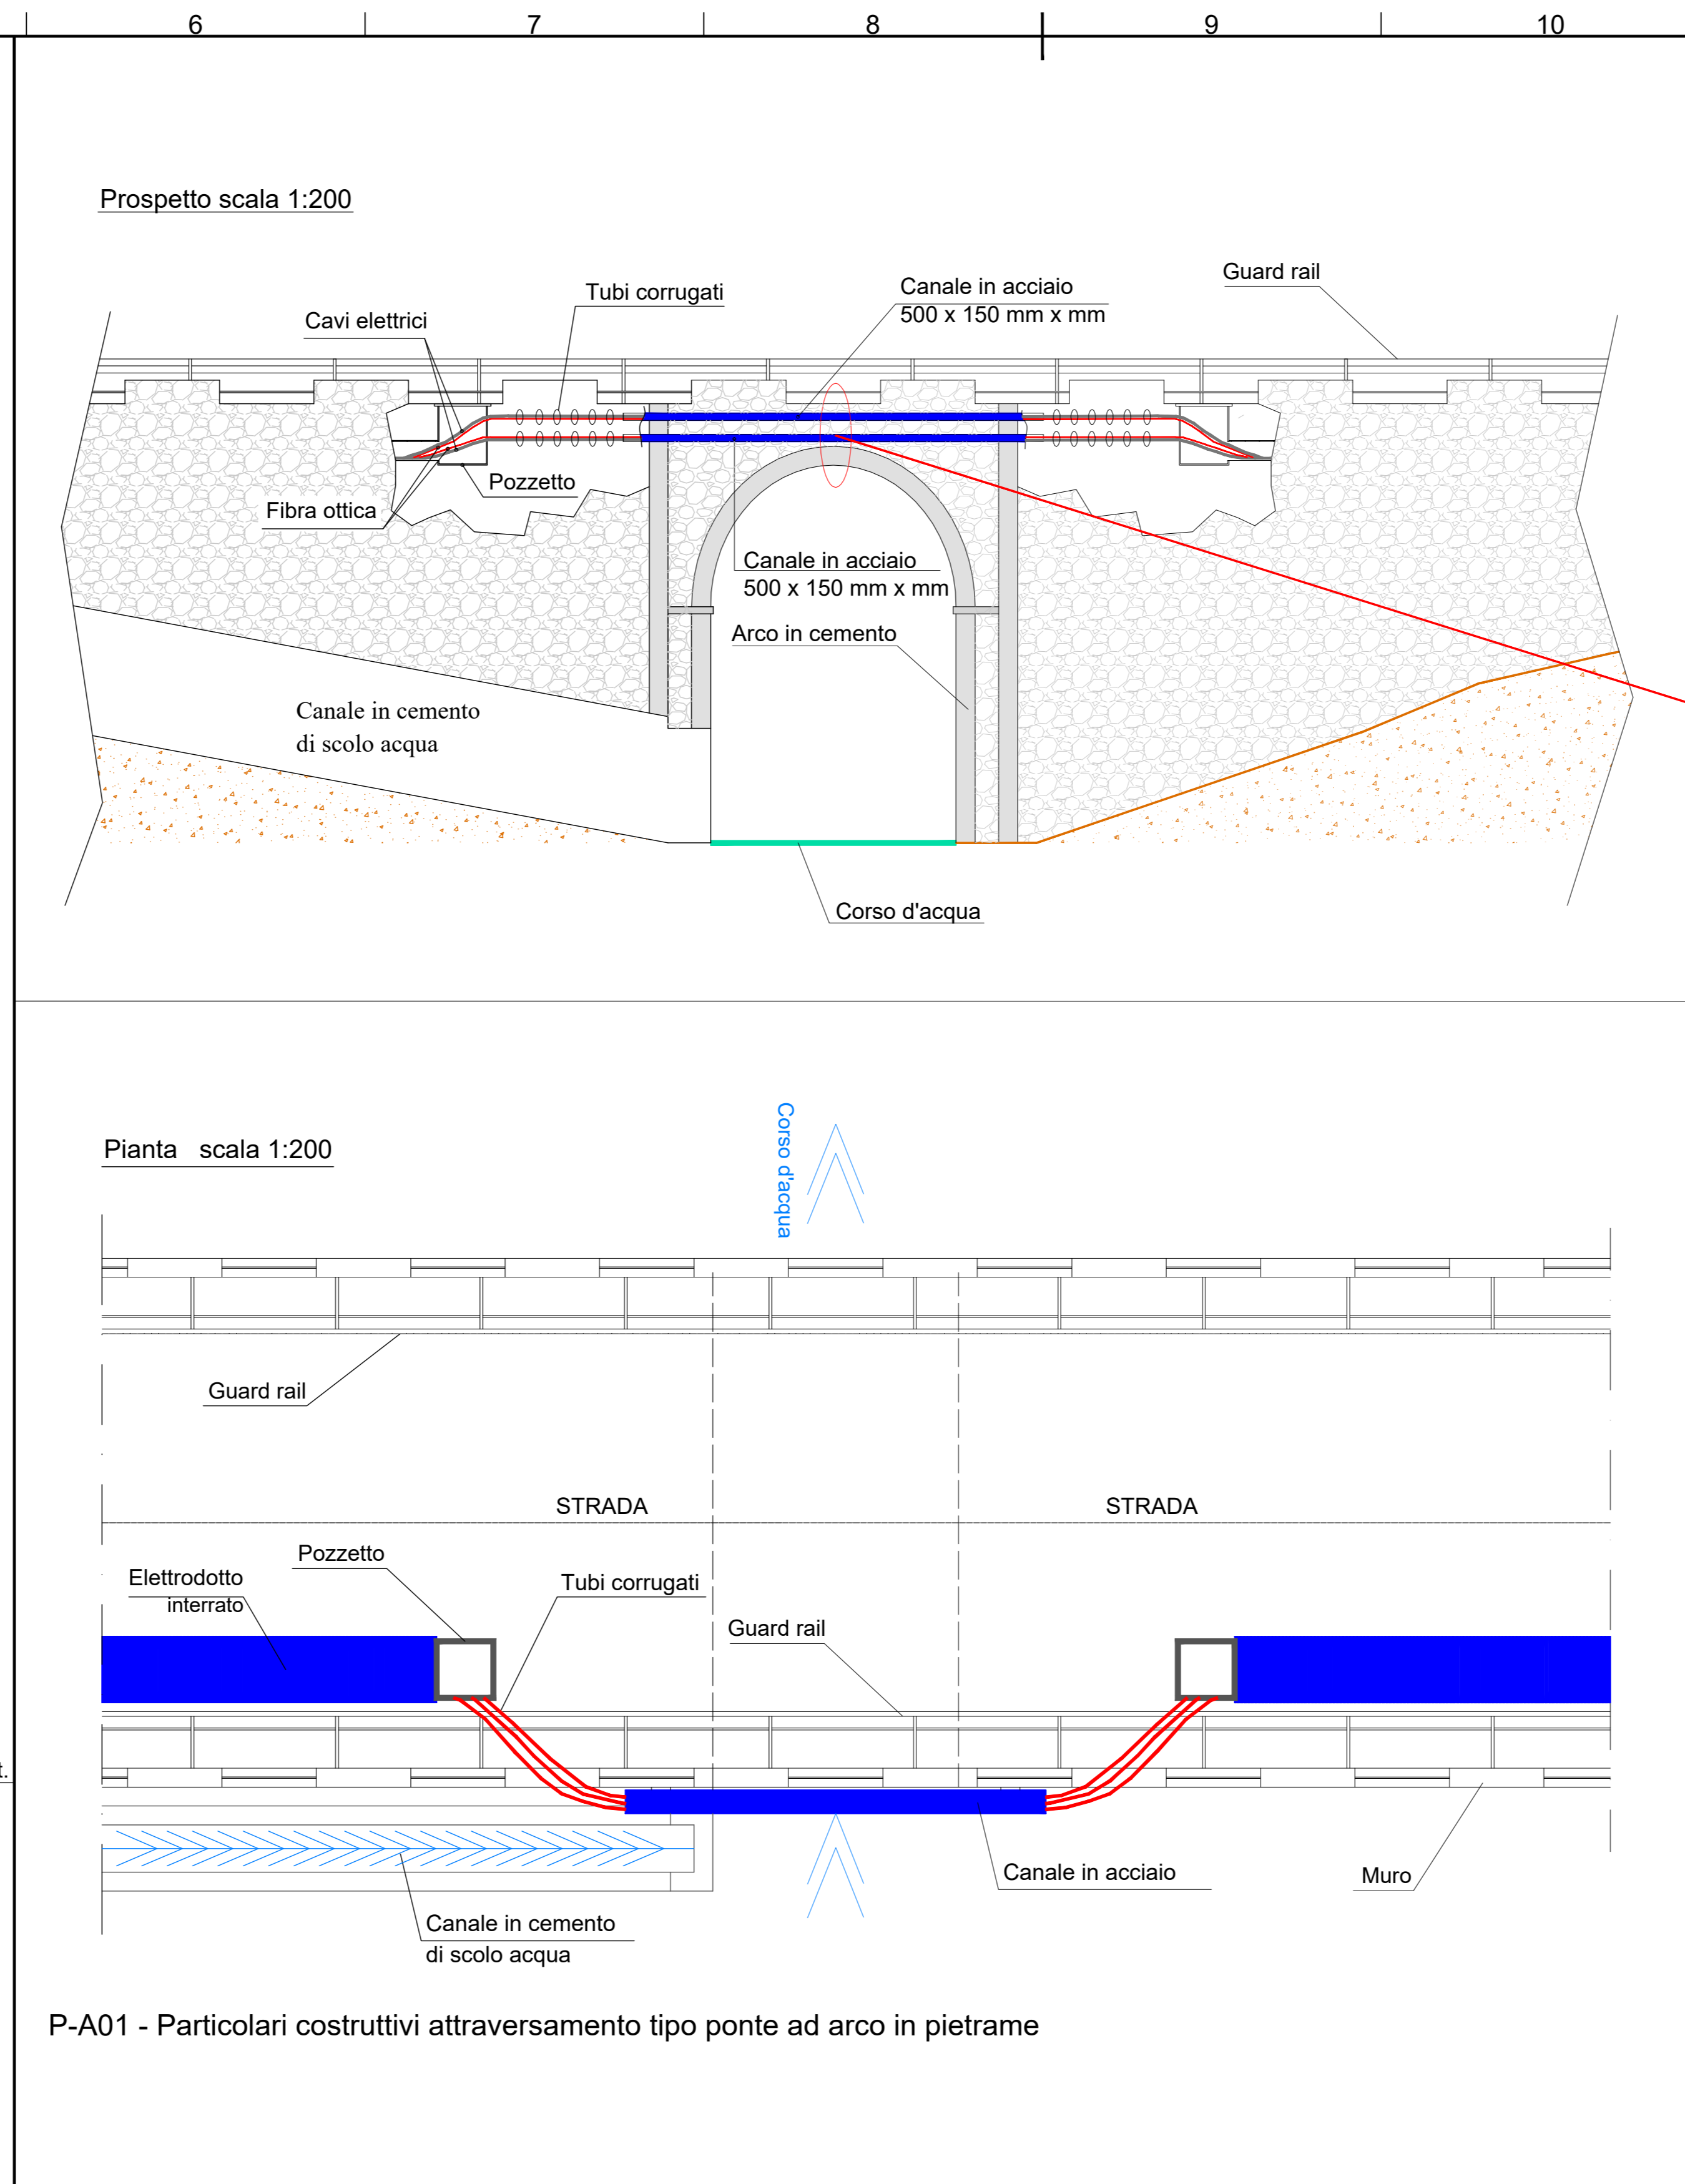 6 7 8 9 10
Prospetto scala 1:200
Guard rail
Canale in acciaio
500 x 150 mm x mm
Tubi corrugati
Cavi elettrici
Pozzetto
Fibra ottica
Canale in acciaio
500 x 150 mm x mm
Arco in cemento
Canale in cemento
di scolo acqua
Corso d'acqua
Pianta scala 1:200
Corso d'acqua
Guard rail
STRADA STRADA
Pozzetto
Elettrodotto
interrato
Tubi corrugati
Guard rail
t.
Canale in acciaio
Muro
Canale in cemento
di scolo acqua
P-A01 - Particolari costruttivi attraversamento tipo ponte ad arco in pietrame